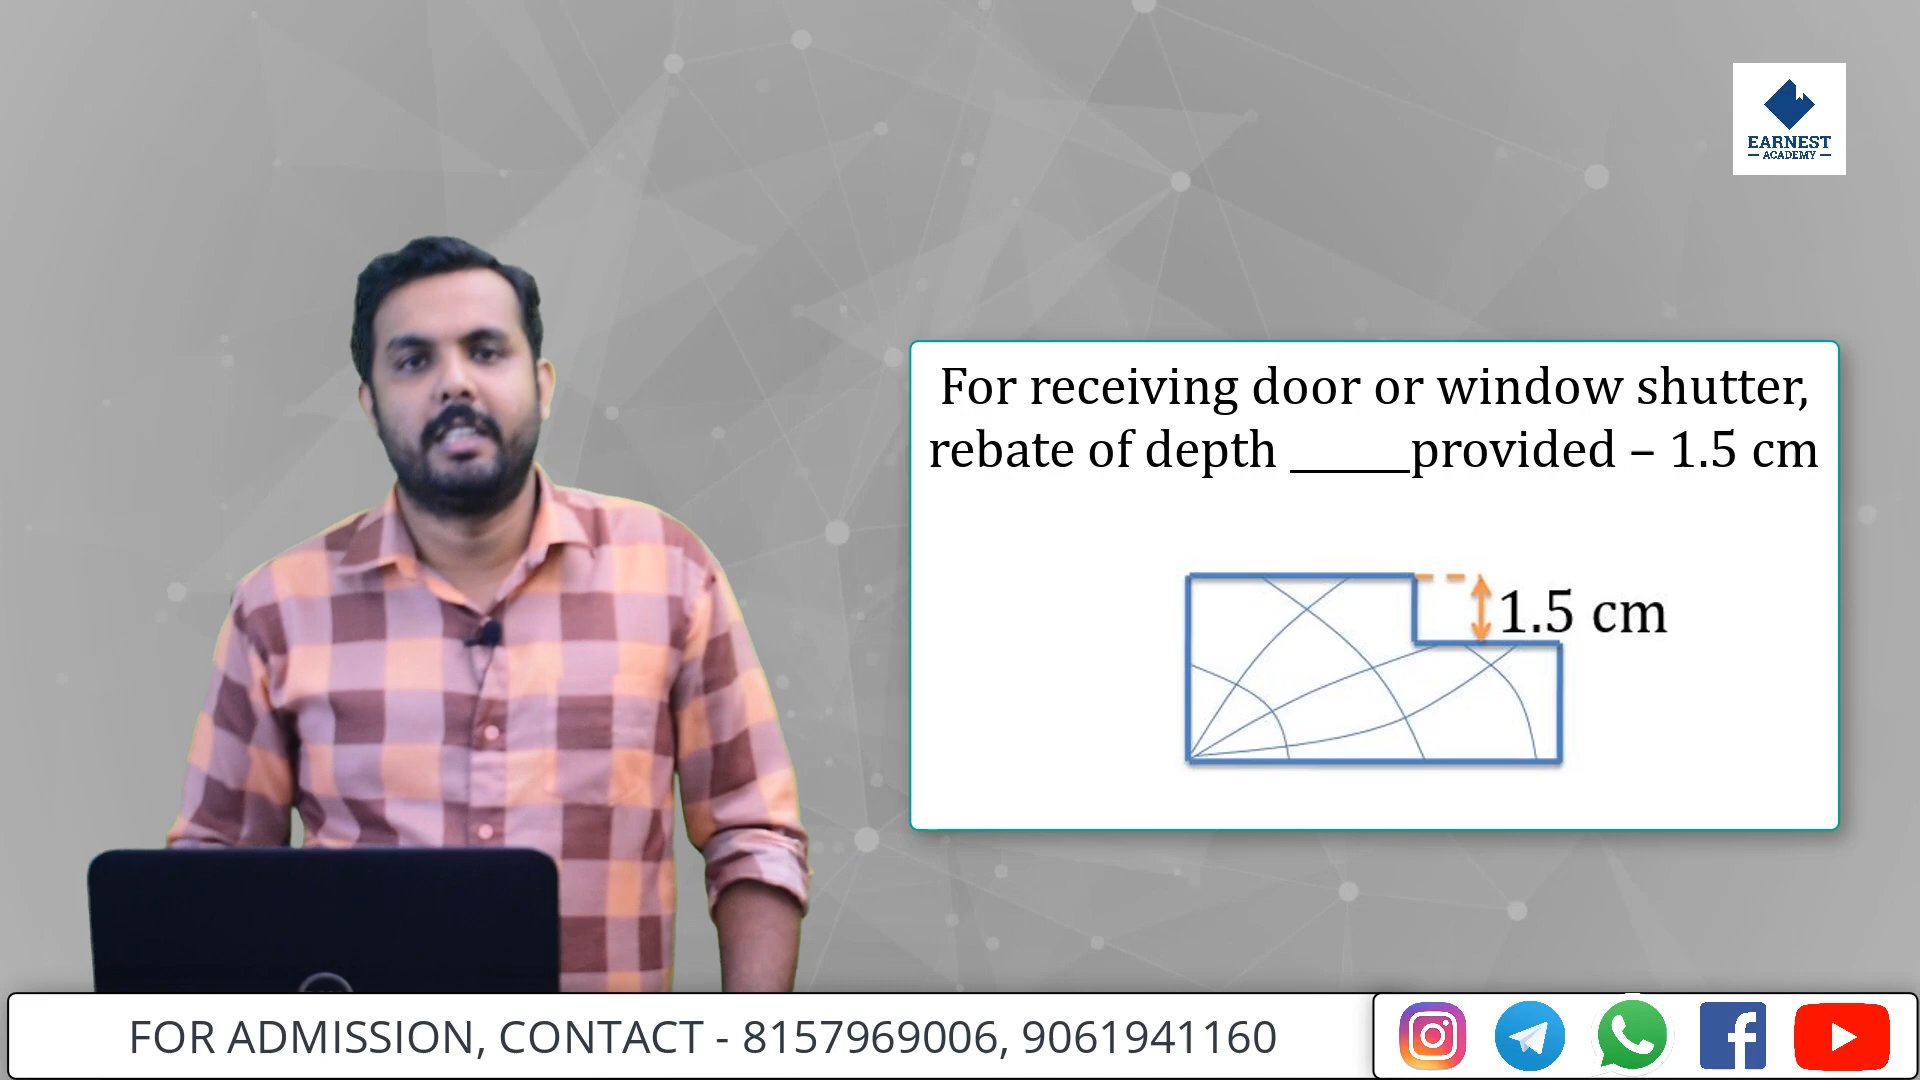 EARNEST
ACADEMY
For receiving door or window shutter,
rebate of depth ______provided – 1.5 cm
1.5 cm
FOR ADMISSION, CONTACT - 8157969006, 9061941160